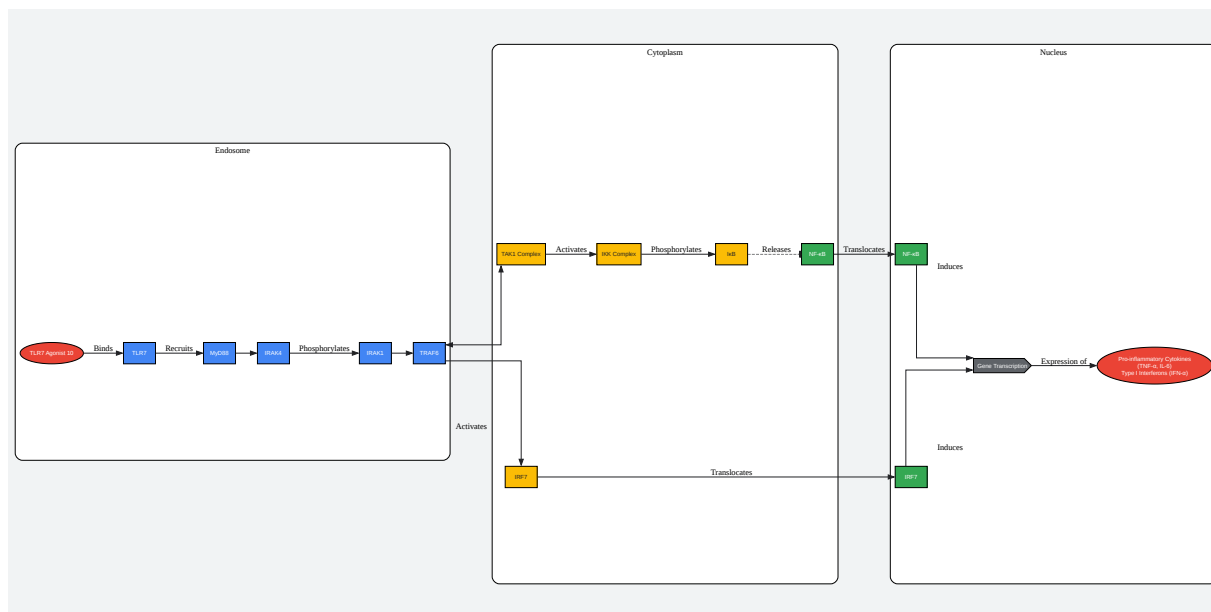 Cytoplasm
Nucleus
Endosome
TAK1 Complex
Activates
IKK Complex
Phosphorylates
IκB
Releases
NF-κB
Translocates
NF-κB
Induces
TLR7 Agonist 10
Binds
TLR7
Recruits
MyD88
IRAK4
Phosphorylates
IRAK1
TRAF6
Gene Transcription
Expression of
Pro-inflammatory Cytokines
(TNF-α, IL-6)
Type I Interferons (IFN-α)
Activates
Induces
IRF7
Translocates
IRF7